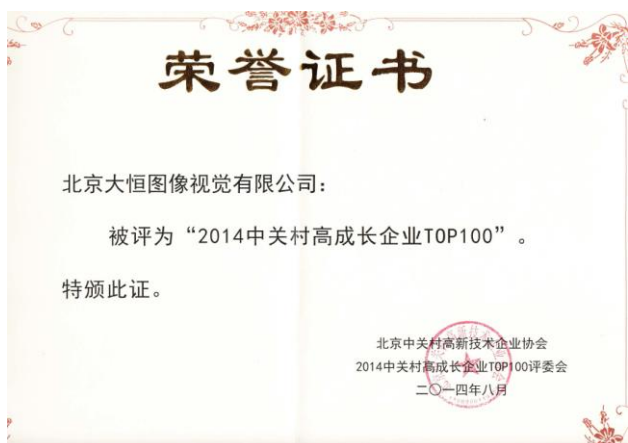 荣誉证书
北京大恒图像视觉有限公司：
被评为“2014中关村高成长企业TOP100”。
特颁此证。
北京中关村高新技术企业协会
2014中关村高成长企业TOP100评委会
二〇一四年八月